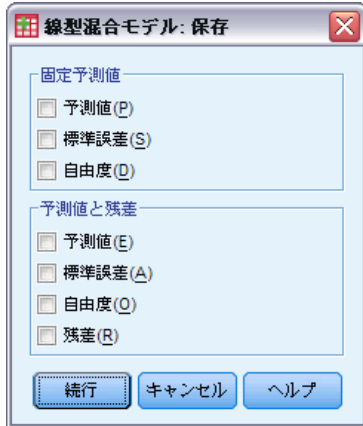 線型混合モデル: 保存
固定予測値
予測値(P)
標準誤差(S)
自由度(D)
予測値と残差
予測値(E)
標準誤差(A)
自由度(O)
残差(R)
続行 キャンセル ヘルプ